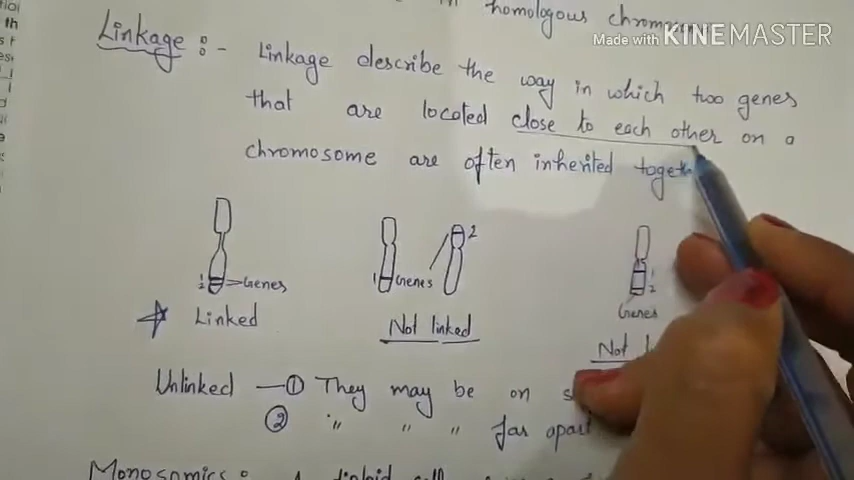 homologous
Made with KINEMASTER
Linkage :- Linkage describe the way in which two genes
that are located close to each other on a
chromosome are often inherited
1 2 Genes
1 Genes 2
1 2 Genes
Linked
Not linked
Not
Unlinked — ① They may be on
② " " " far apart
Monosomics :- A diploid cell